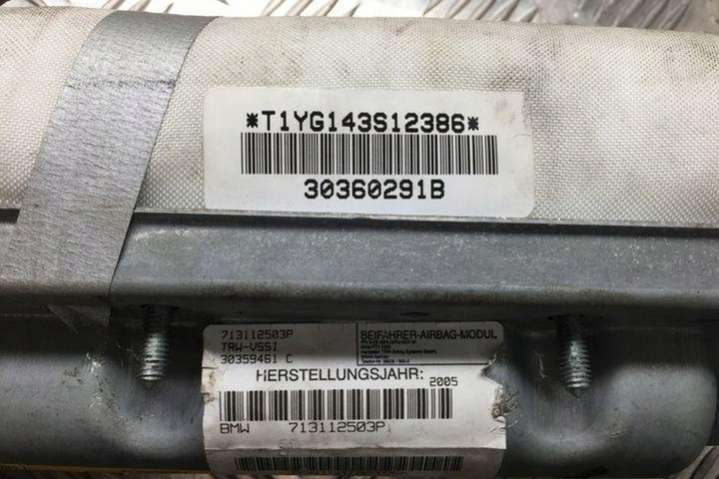 *T1YG143S12386*
30360291B
713112503P
TRW-VSSI
30359461 C
BEIFAHRER-AIRBAG-MODUL
HERSTELLUNGSJAHR: 2005
BMW 713112503P